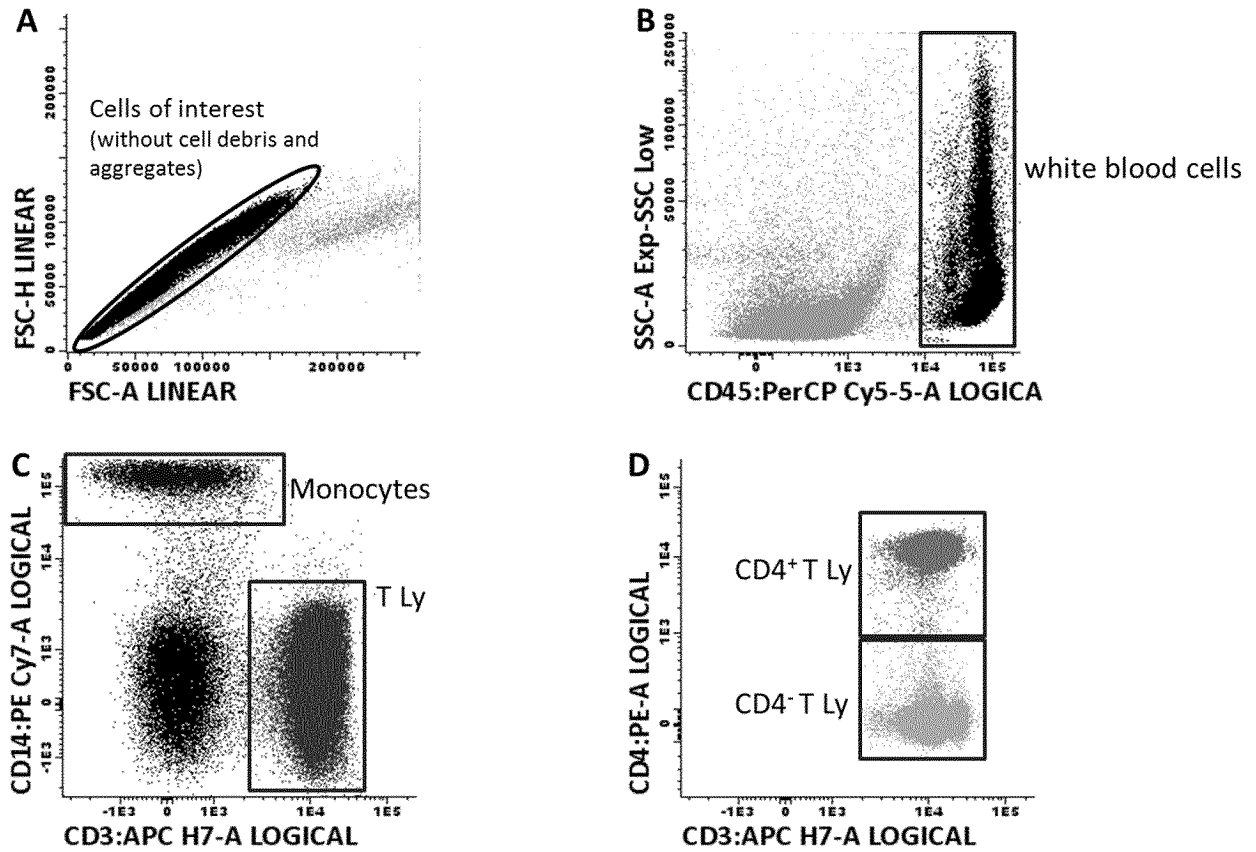 A
FSC-H LINEAR
200000
150000
100000
50000
0
Cells of interest
(without cell debris and
aggregates)
0 50000 100000 200000
FSC-A LINEAR
B
SSC-A Exp-SSC Low
250000
100000
50000
0
white blood cells
0 1E3 1E4 1E5
CD45:PerCP Cy5-5-A LOGICA
C
CD14:PE Cy7-A LOGICAL
1E5
1E4
1E3
0
-1E3
Monocytes
T Ly
-1E3 0 1E3 1E4 1E5
CD3:APC H7-A LOGICAL
D
CD4:PE-A LOGICAL
1E5
1E4
1E3
0
CD4⁺ T Ly
CD4⁻ T Ly
-1E3 0 1E3 1E4 1E5
CD3:APC H7-A LOGICAL